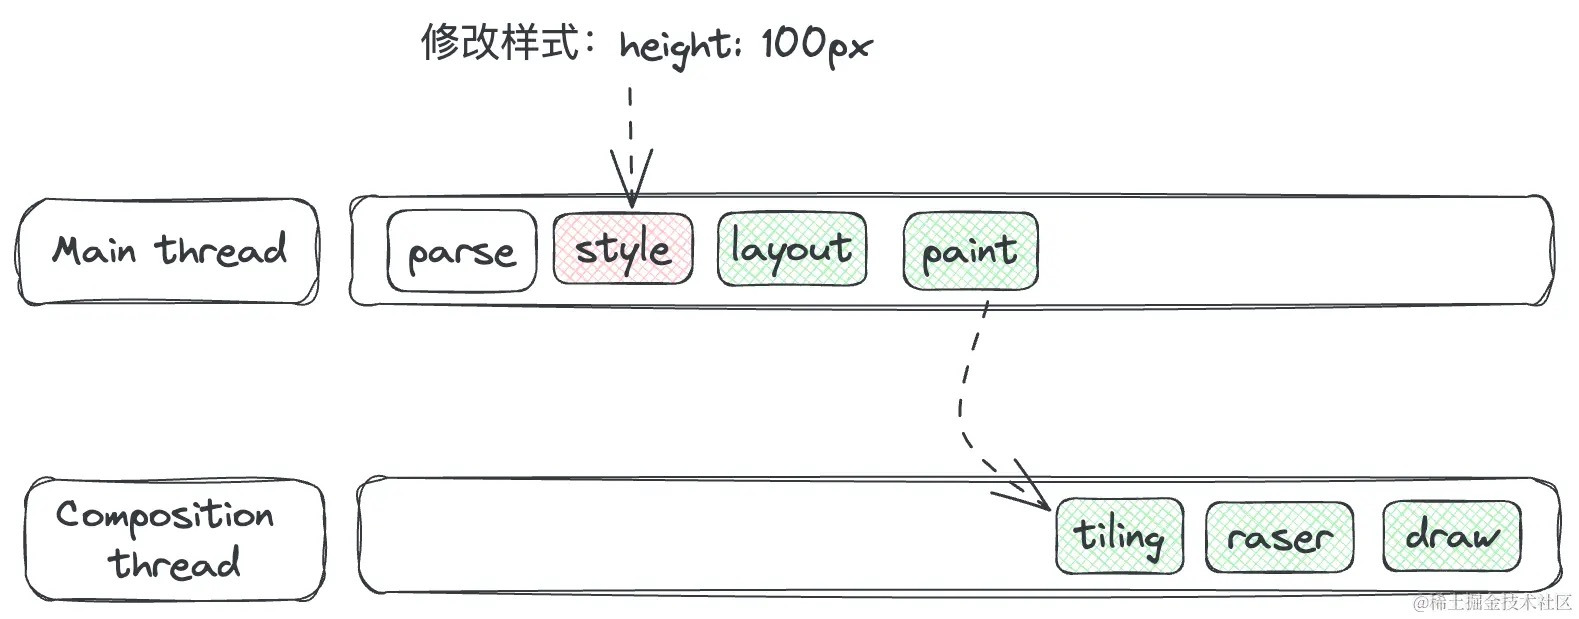 修改样式：height: 100px
Main thread
parse
style
layout
paint
Composition
thread
tiling
raser
draw
@稀土掘金技术社区